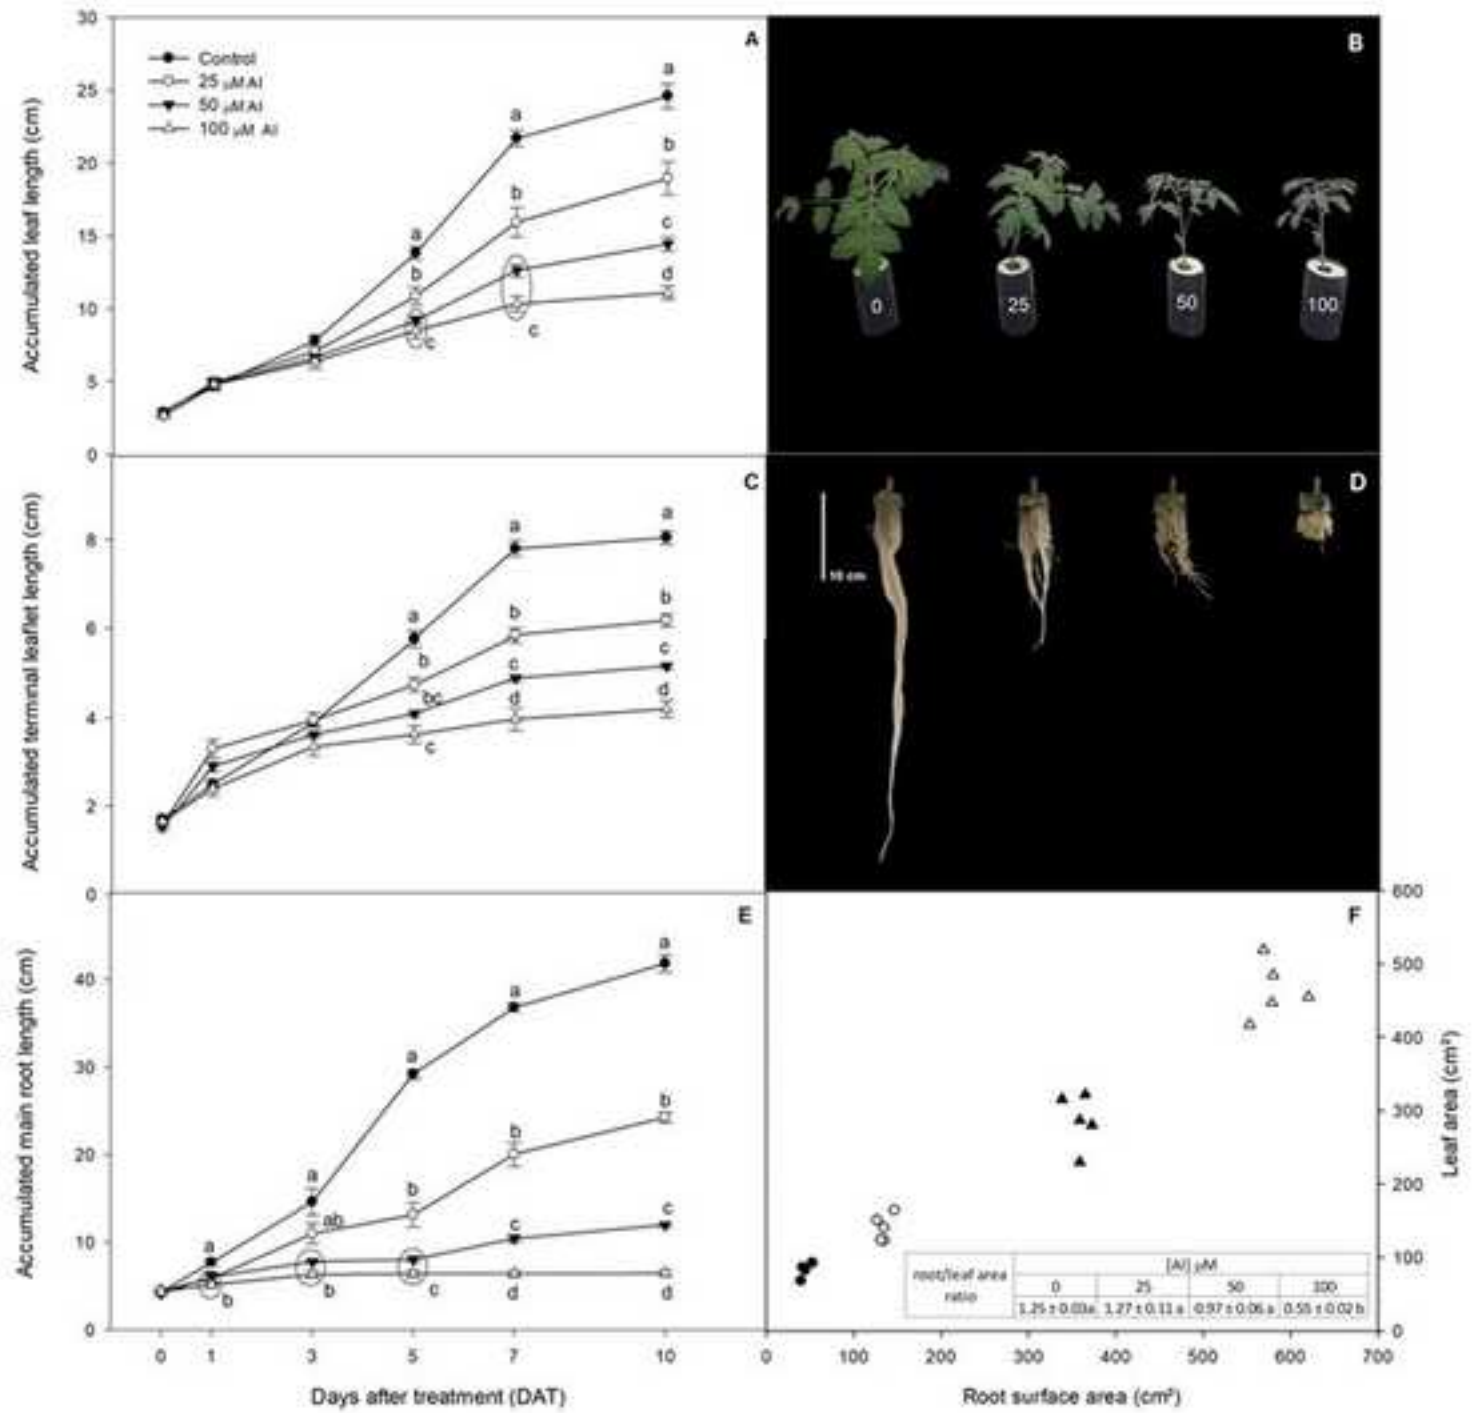 A
30
25
20
15
10
5
0
Accumulated leaf length (cm)
Control
25 μM Al
50 μM Al
100 μM Al
a
a
b
a
b
c
b
d
c
c
B
0
25
50
100
C
8
6
4
2
0
Accumulated terminal leaflet length (cm)
a
a
a
b
b
b
c
c
bc
d
d
c
D
10 cm
E
40
30
20
10
0
Accumulated main root length (cm)
a
a
a
b
a
b
b
ab
a
c
c
b
b
c
d
d
0
1
3
5
7
10
Days after treatment (DAT)
F
600
500
400
300
200
100
0
Leaf area (cm²)
root/leaf area
ratio
[Al] μM
0 25 50 100
1.25 ± 0.03a 1.27 ± 0.11 a 0.97 ± 0.06 a 0.55 ± 0.02 b
0
100
200
300
400
500
600
700
Root surface area (cm²)